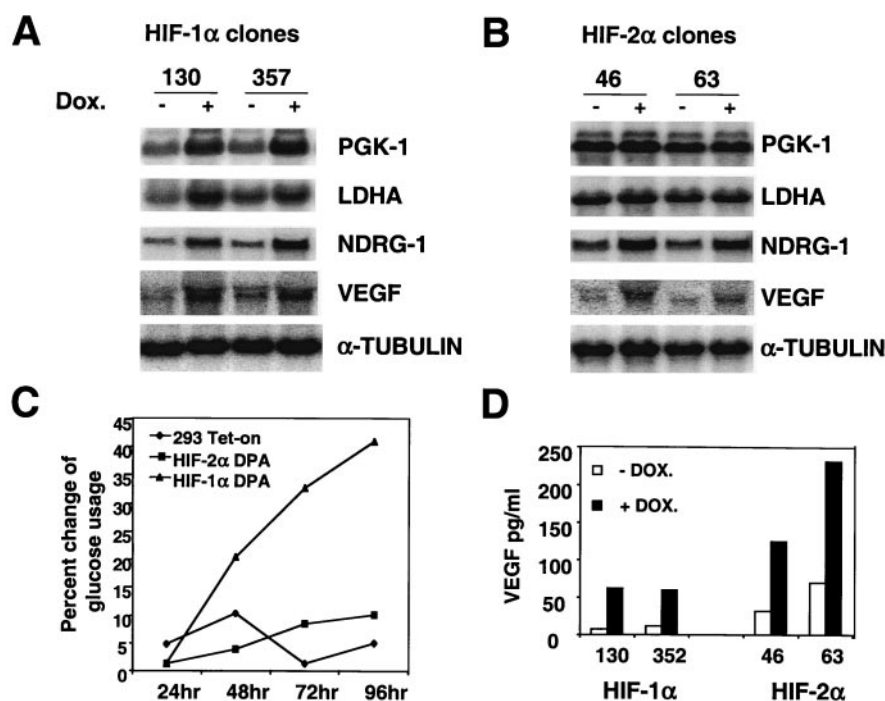 A
HIF-1α clones
130 357
Dox. - + - +
PGK-1
LDHA
NDRG-1
VEGF
α-TUBULIN
B
HIF-2α clones
46 63
- + - +
PGK-1
LDHA
NDRG-1
VEGF
α-TUBULIN
C
Percent change of
glucose usage
45
40
35
30
25
20
15
10
5
0
293 Tet-on
HIF-2α DPA
HIF-1α DPA
24hr 48hr 72hr 96hr
D
VEGF pg/ml
250
200
150
100
50
0
- DOX.
+ DOX.
130 352 46 63
HIF-1α HIF-2α